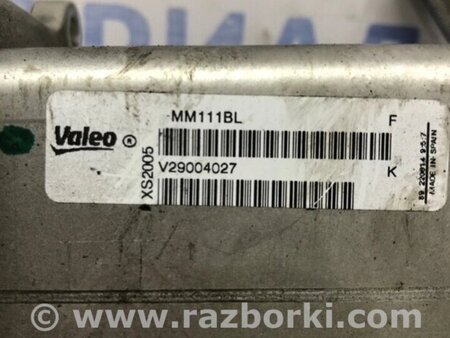 Valeo ®
XS2005
-MM111BL
F
V29004027
K
MADE IN SPAIN
www.razborki.com